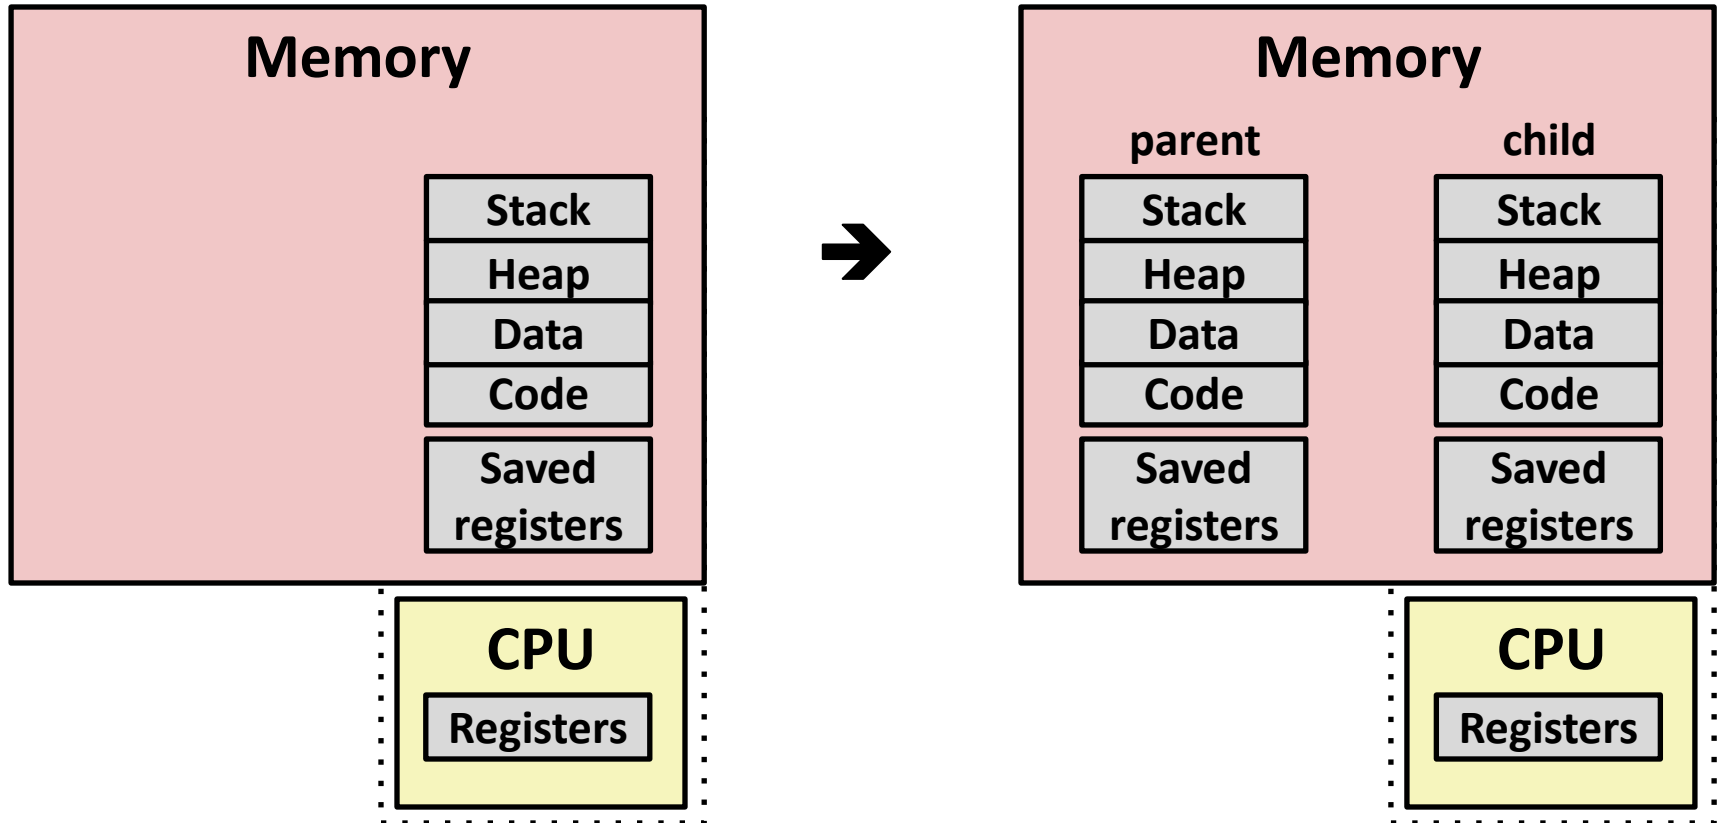 Memory
Stack
Heap
Data
Code
Saved
registers
CPU
Registers
Memory
parent
child
Stack
Heap
Data
Code
Saved
registers
Stack
Heap
Data
Code
Saved
registers
CPU
Registers